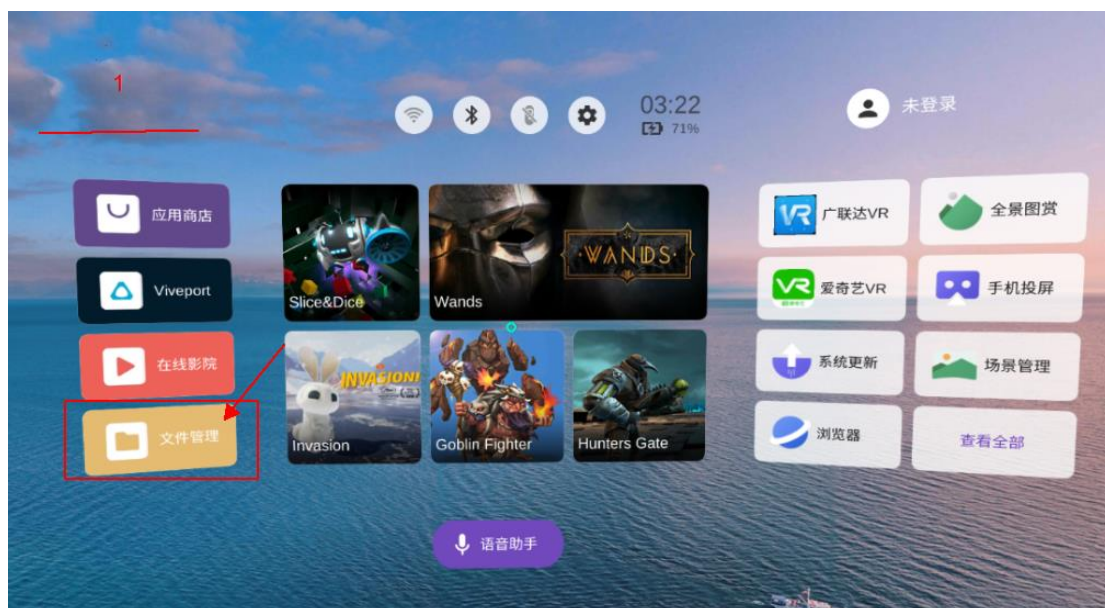 1
03:22
71%
未登录
应用商店
Viveport
在线影院
文件管理
Slice&Dice
Wands
·WANDS·
Invasion
INVASION!
Goblin Fighter
Hunters Gate
VR
广联达VR
全景图赏
VR
爱奇艺VR
手机投屏
系统更新
场景管理
浏览器
查看全部
语音助手